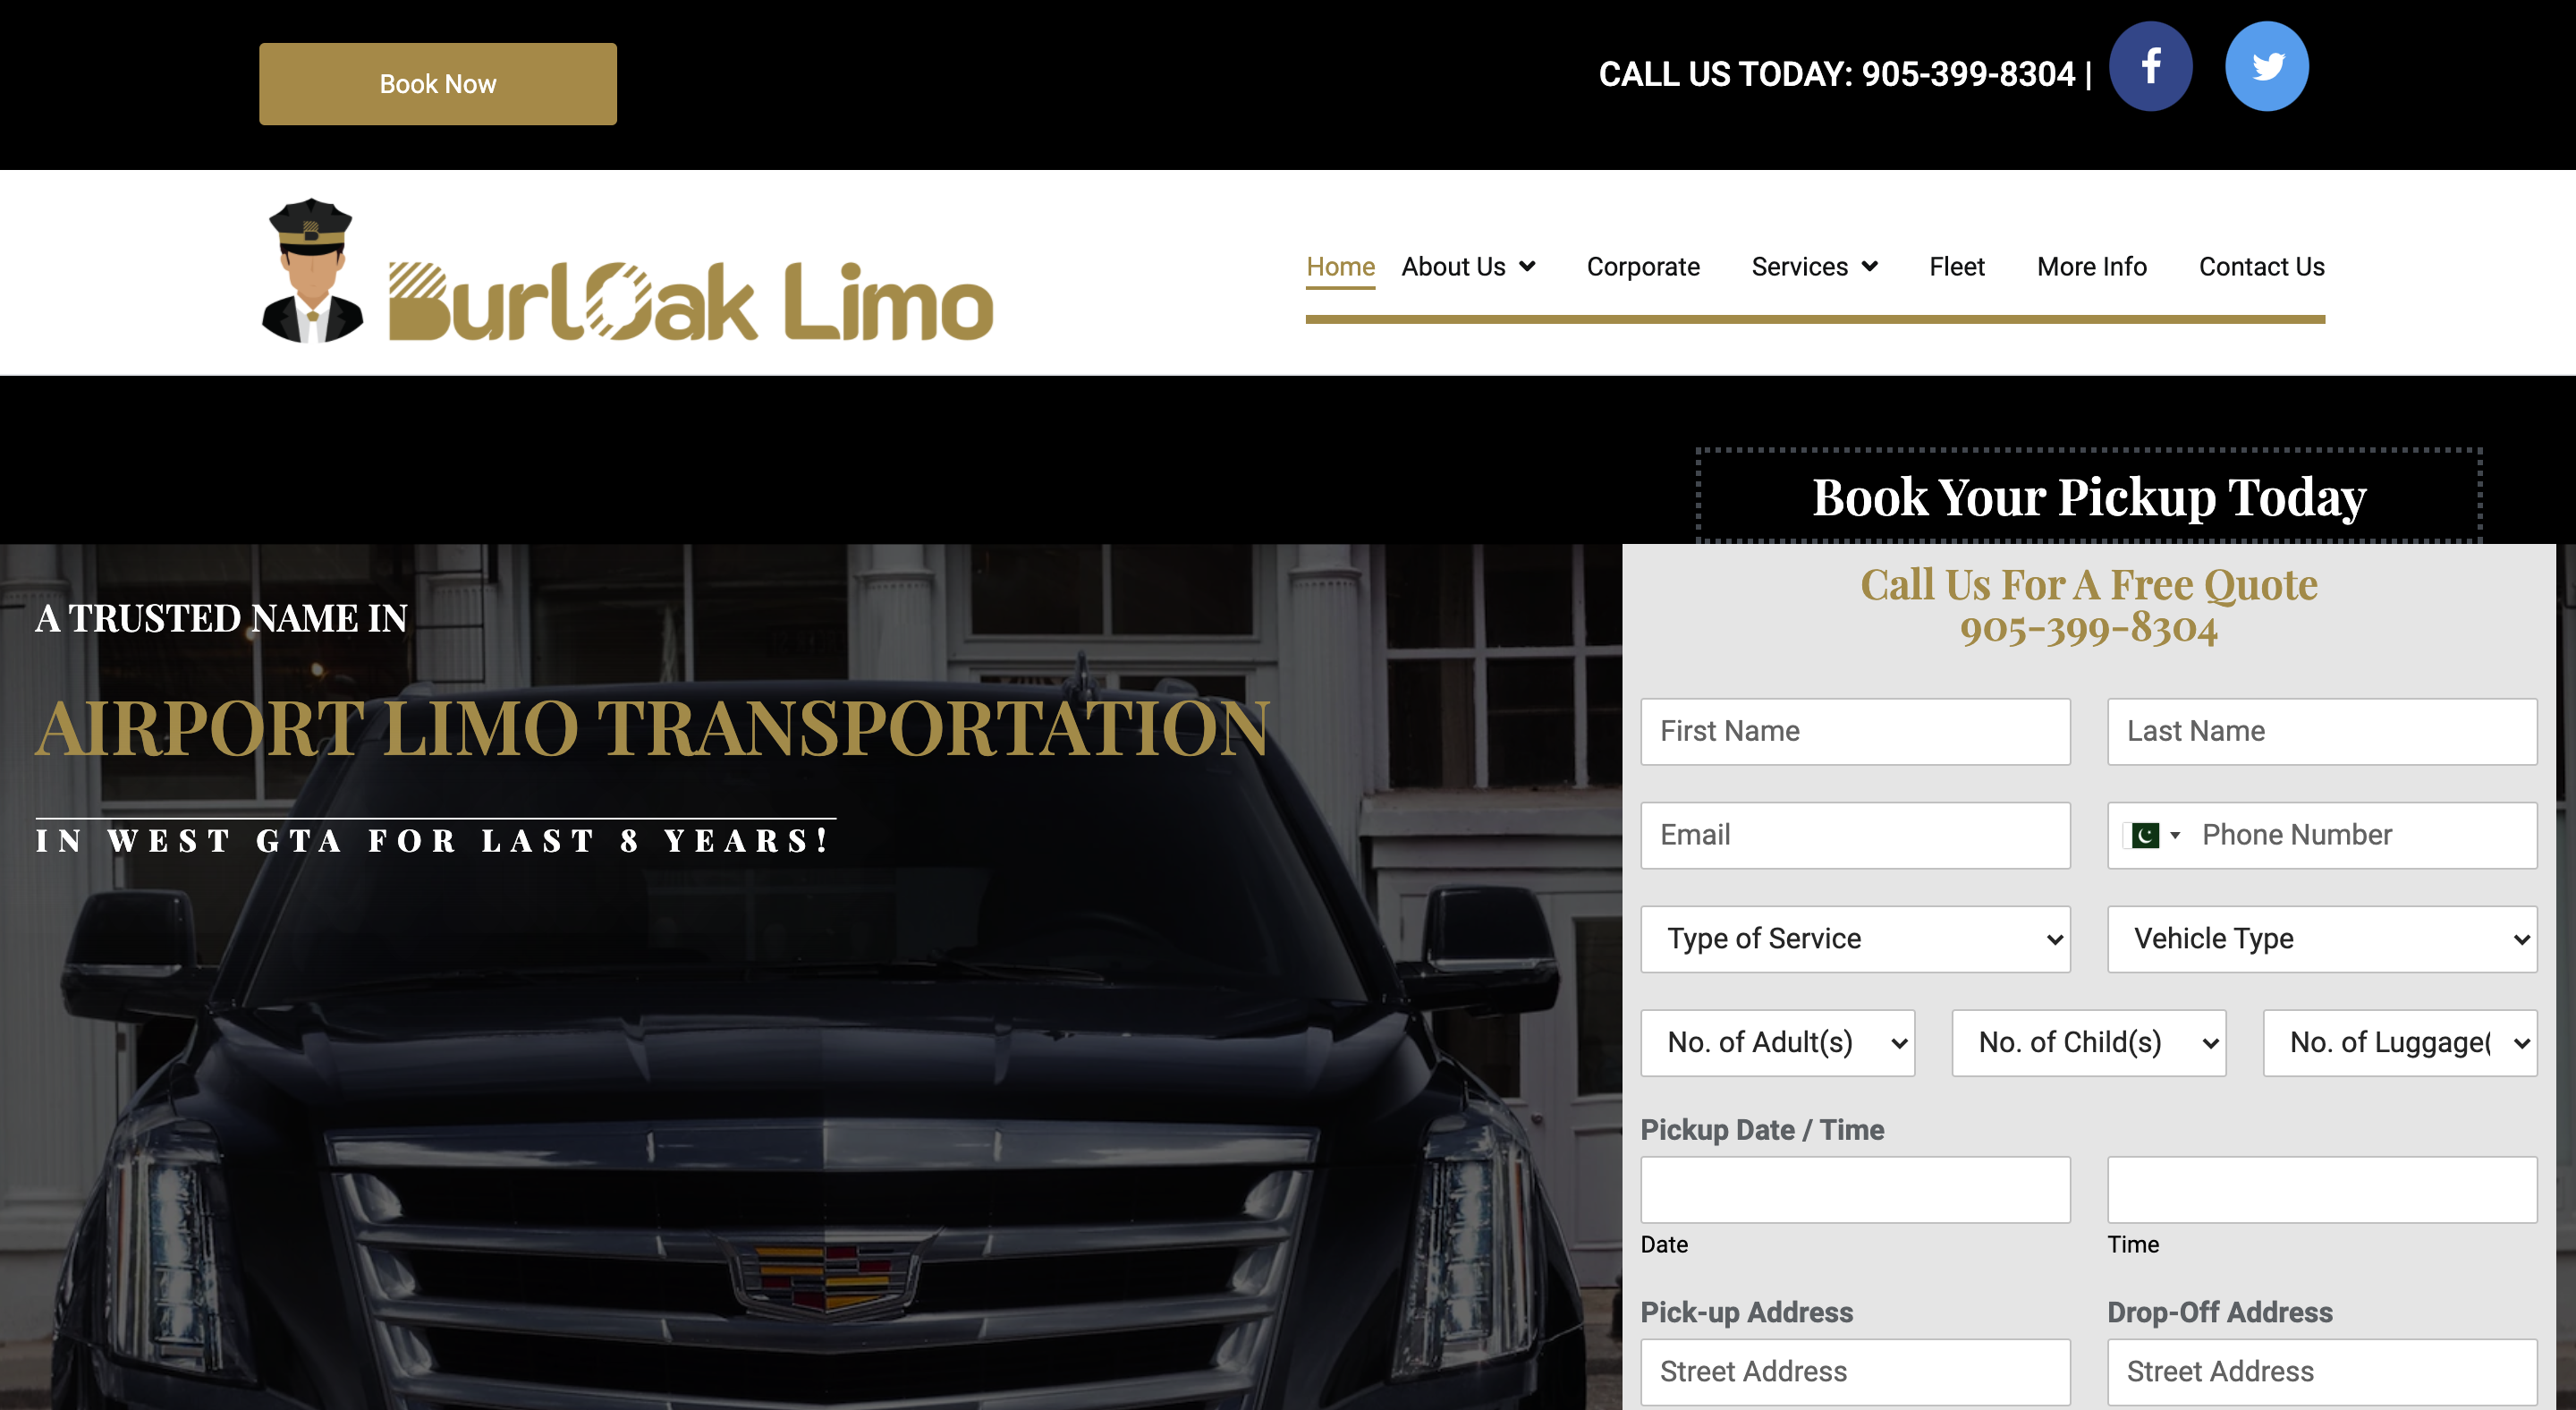 Book Now
CALL US TODAY: 905-399-8304 |
BurlOak Limo
Home
About Us
Corporate
Services
Fleet
More Info
Contact Us
Book Your Pickup Today
A TRUSTED NAME IN
AIRPORT LIMO TRANSPORTATION
IN WEST GTA FOR LAST 8 YEARS!
Call Us For A Free Quote
905-399-8304
First Name
Last Name
Email
Phone Number
Type of Service
Vehicle Type
No. of Adult(s)
No. of Child(s)
No. of Luggage(
Pickup Date / Time
Date
Time
Pick-up Address
Drop-Off Address
Street Address
Street Address